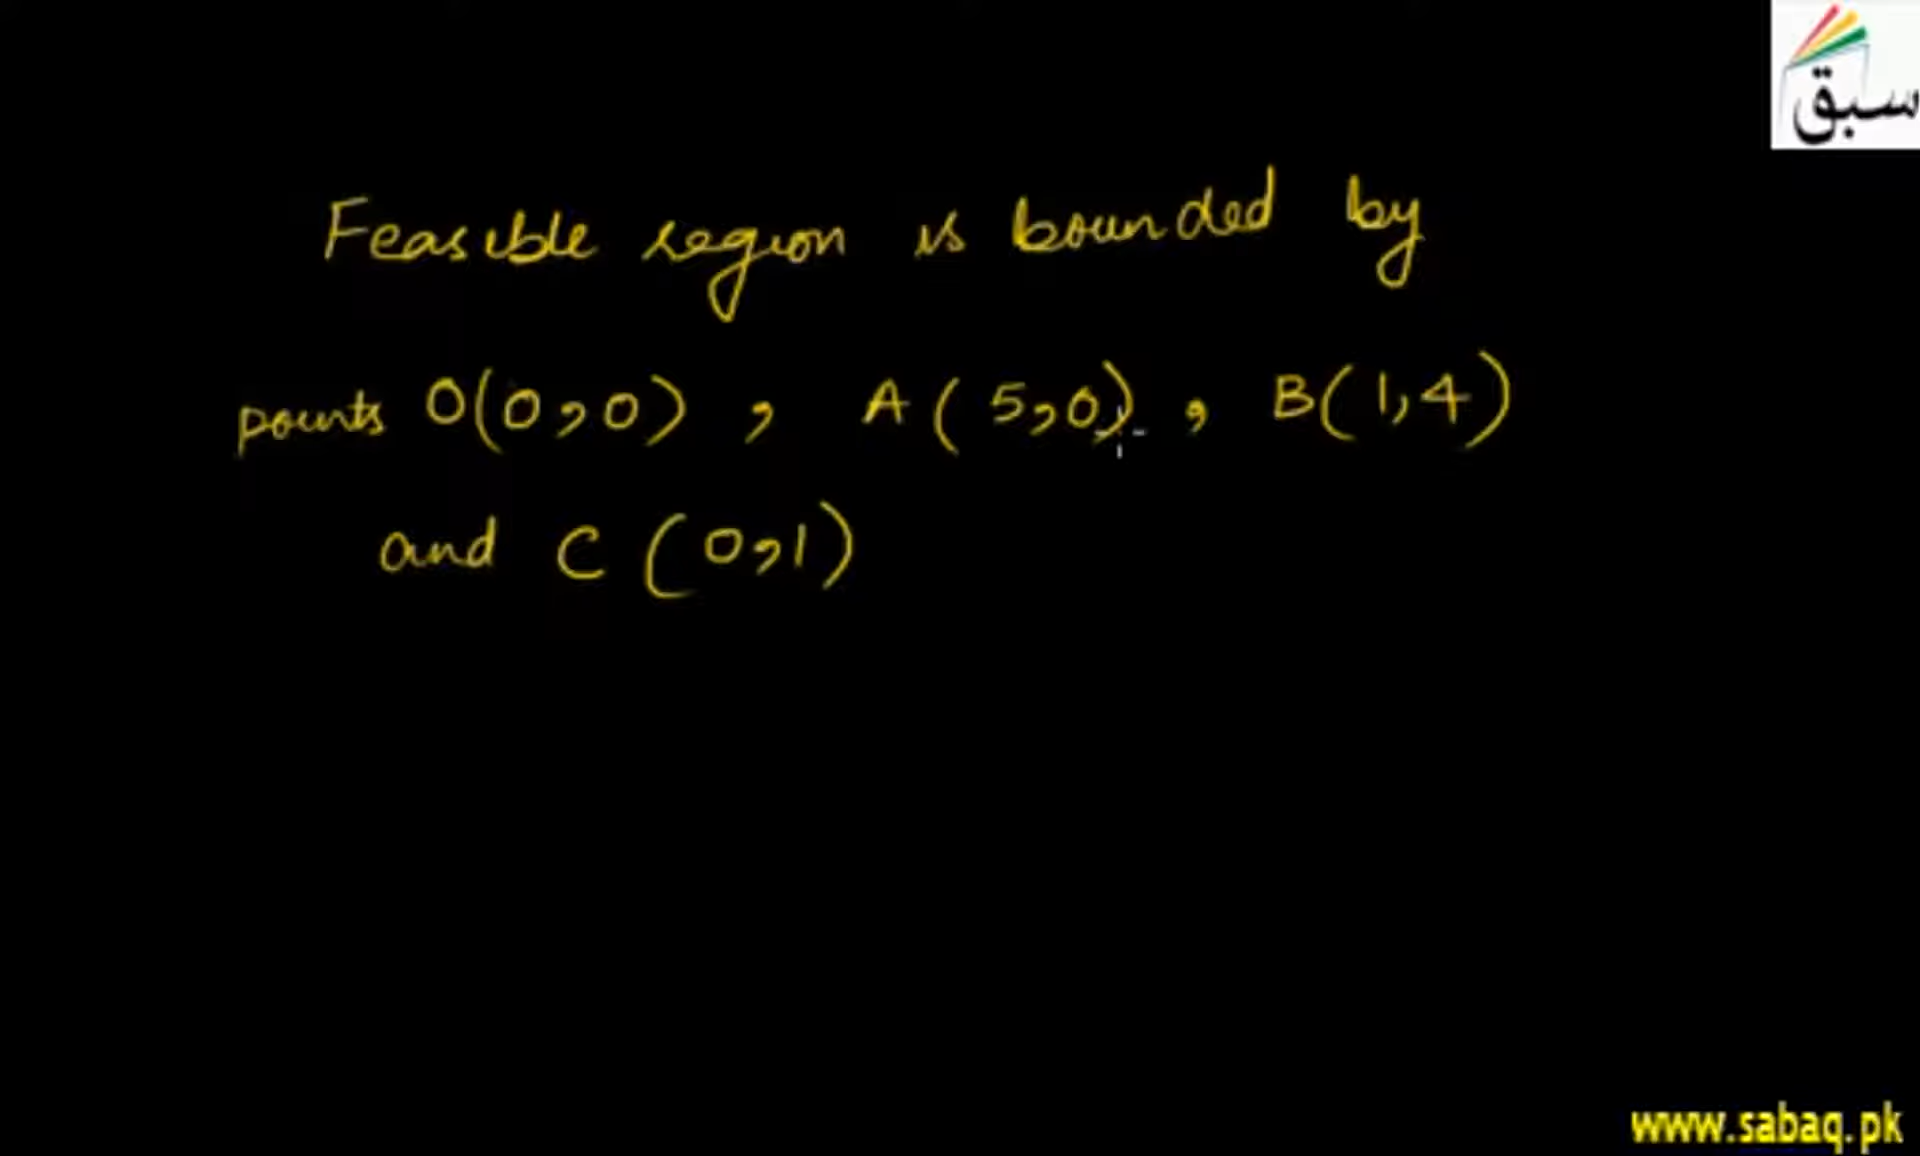 سبق
Feasible region is bounded by
points O(0,0) , A(5,0) , B(1,4)
and C(0,1)
www.sabaq.pk